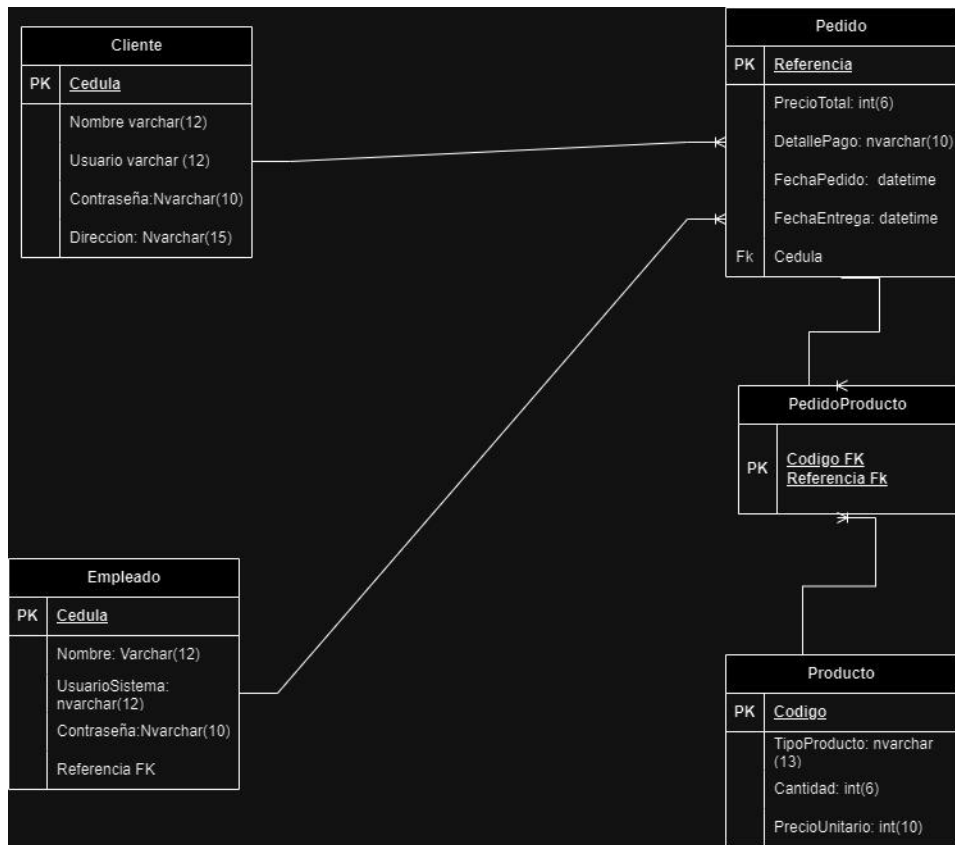 Cliente
PK Cedula
Nombre varchar(12)
Usuario varchar (12)
Contraseña:Nvarchar(10)
Direccion: Nvarchar(15)
Pedido
PK Referencia
PrecioTotal: int(6)
DetallePago: nvarchar(10)
FechaPedido: datetime
FechaEntrega: datetime
Fk Cedula
PedidoProducto
PK Codigo FK
Referencia Fk
Empleado
PK Cedula
Nombre: Varchar(12)
UsuarioSistema:
nvarchar(12)
Contraseña:Nvarchar(10)
Referencia FK
Producto
PK Codigo
TipoProducto: nvarchar
(13)
Cantidad: int(6)
PrecioUnitario: int(10)